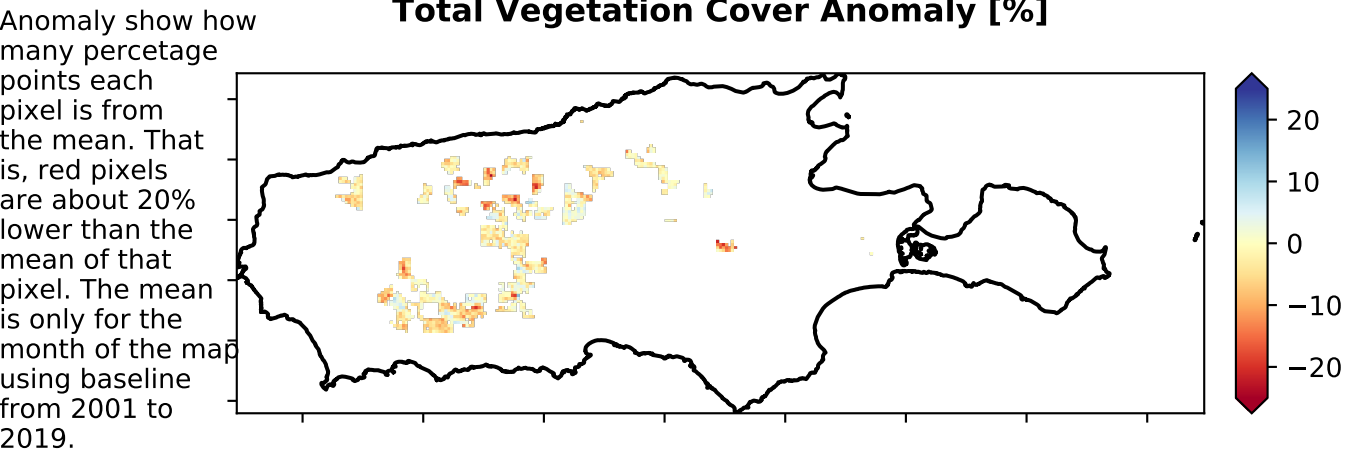 Total Vegetation Cover Anomaly [%]
Anomaly show how
many percetage
points each
pixel is from
the mean. That
is, red pixels
are about 20%
lower than the
mean of that
pixel. The mean
is only for the
month of the map
using baseline
from 2001 to
2019.
20
10
0
−10
−20